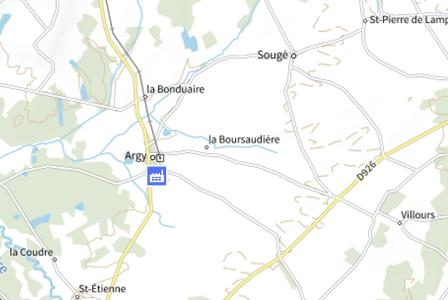 St-Pierre de Lamp
Sougé
la Bonduaire
la Boursaudière
Argy
D926
Villours
la Coudre
St-Étienne